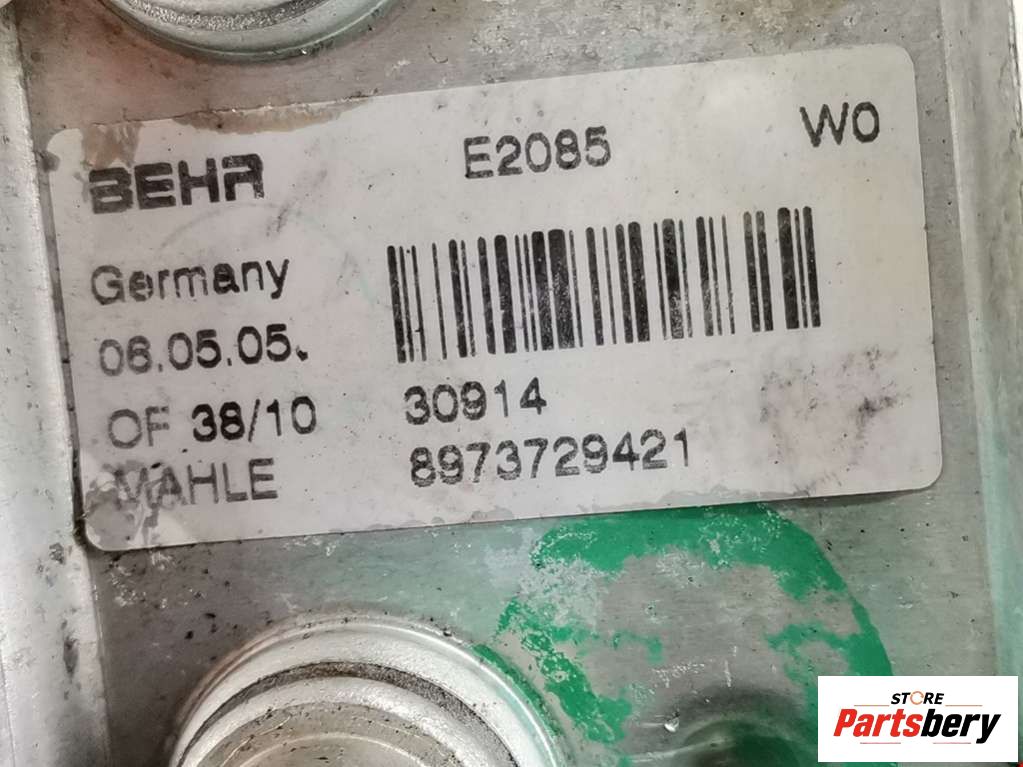 BEHR E2085 W0
Germany
06.05.05.
OF 38/10 30914
MAHLE 8973729421
STORE
Partsbery